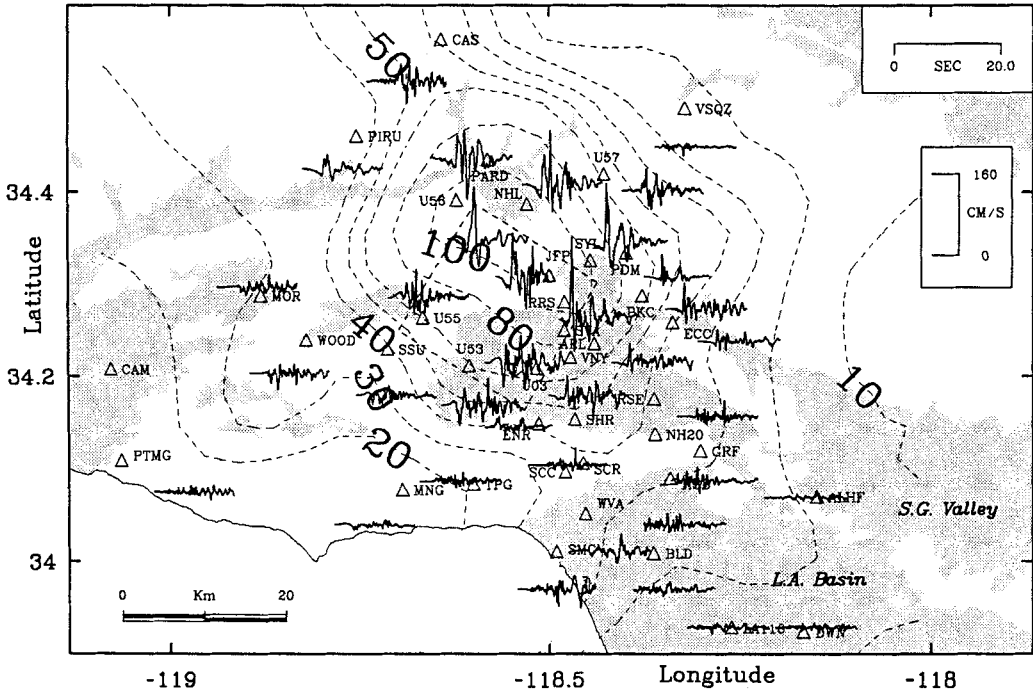 50
CAS
0 SEC 20.0
VSQZ
PIRU
U57
160
CM/S
0
34.4
PARD
NHL
U56
100
SYL
JFP
PDM
Latitude
MOR
RRS
BKC
U55
80
ECC
40
WOOD
SSU
U53
VNY
34.2
CAM
30
U03
10
RSE
ENR
SHR
NH20
20
GRF
PTMG
SCR
SCC
MNG
TPG
ALHF
WVA
S.G. Valley
34
SMC
BLD
L.A. Basin
0 Km 20
DWN
-119
-118.5
Longitude
-118